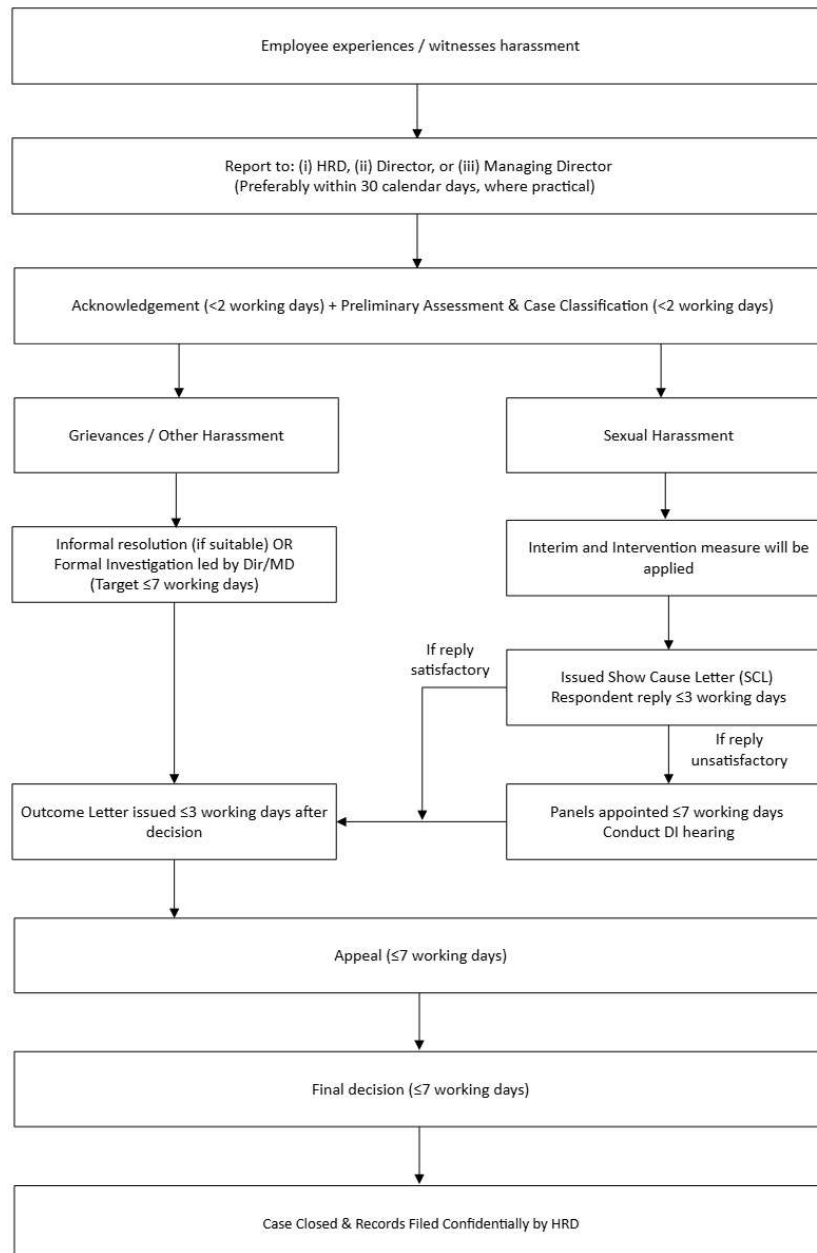 Employee experiences / witnesses harassment
Report to: (i) HRD, (ii) Director, or (iii) Managing Director
(Preferably within 30 calendar days, where practical)
Acknowledgement (<2 working days) + Preliminary Assessment & Case Classification (<2 working days)
Grievances / Other Harassment
Sexual Harassment
Informal resolution (if suitable) OR
Formal Investigation led by Dir/MD
(Target ≤7 working days)
Interim and Intervention measure will be
applied
If reply
satisfactory
Issued Show Cause Letter (SCL)
Respondent reply ≤3 working days
If reply
unsatisfactory
Outcome Letter issued ≤3 working days after
decision
Panels appointed ≤7 working days
Conduct DI hearing
Appeal (≤7 working days)
Final decision (≤7 working days)
Case Closed & Records Filed Confidentially by HRD